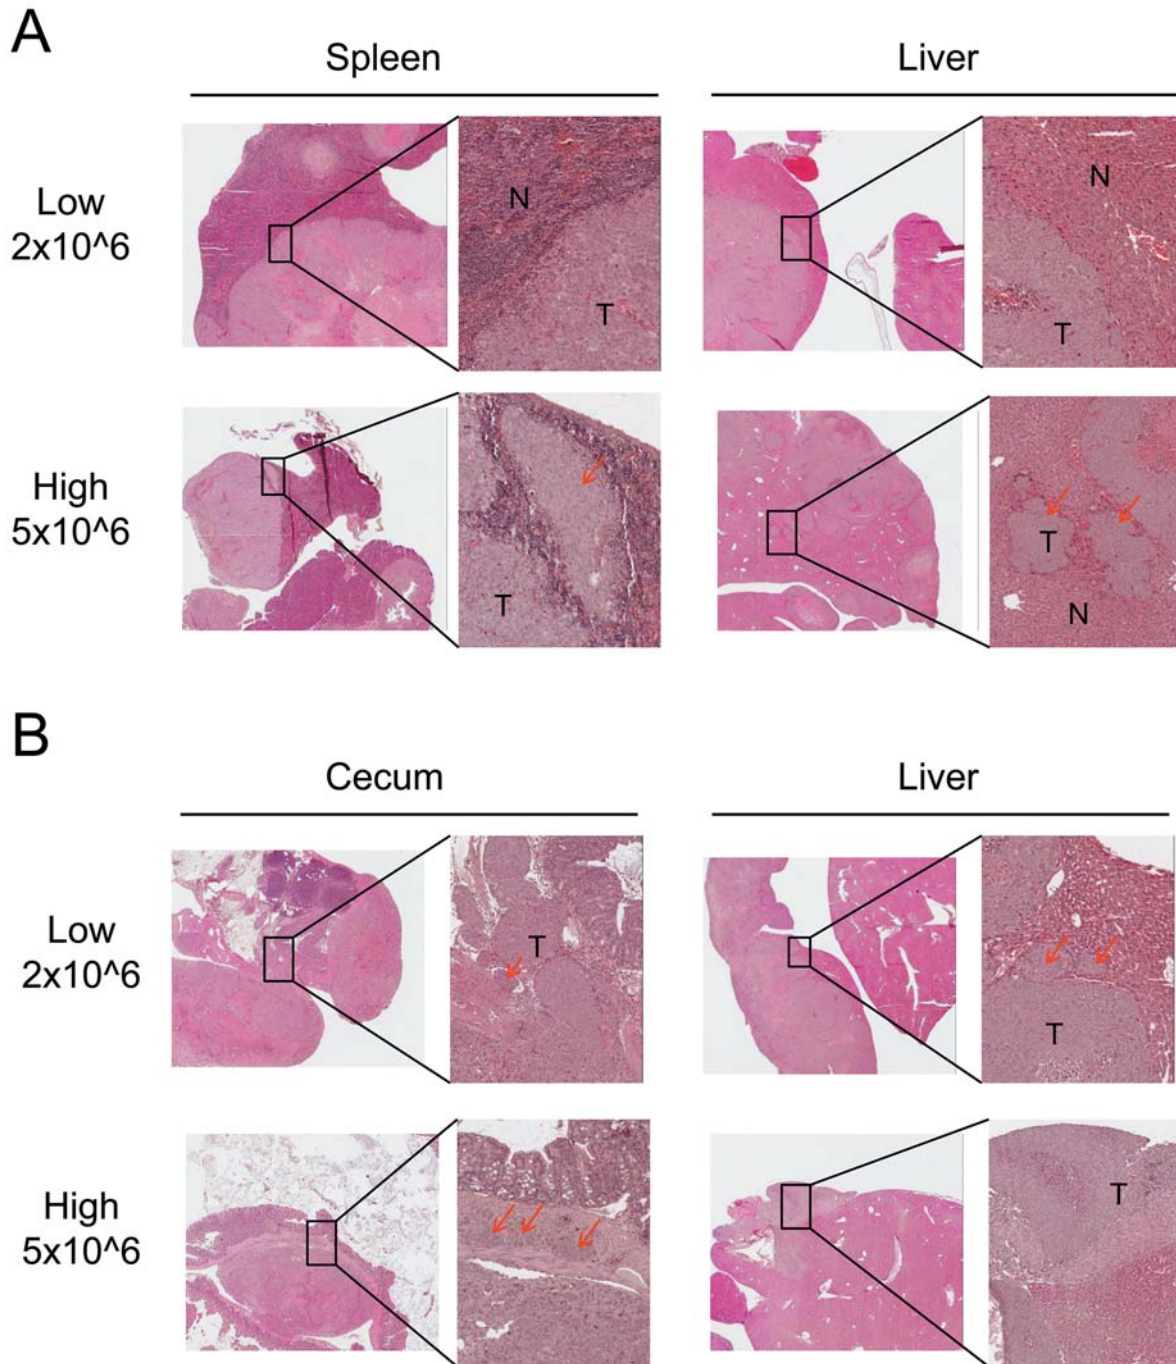 A
Spleen
Liver
Low
2x10^6
N
T
N
T
High
5x10^6
T
T
N
B
Cecum
Liver
Low
2x10^6
T
T
High
5x10^6
T